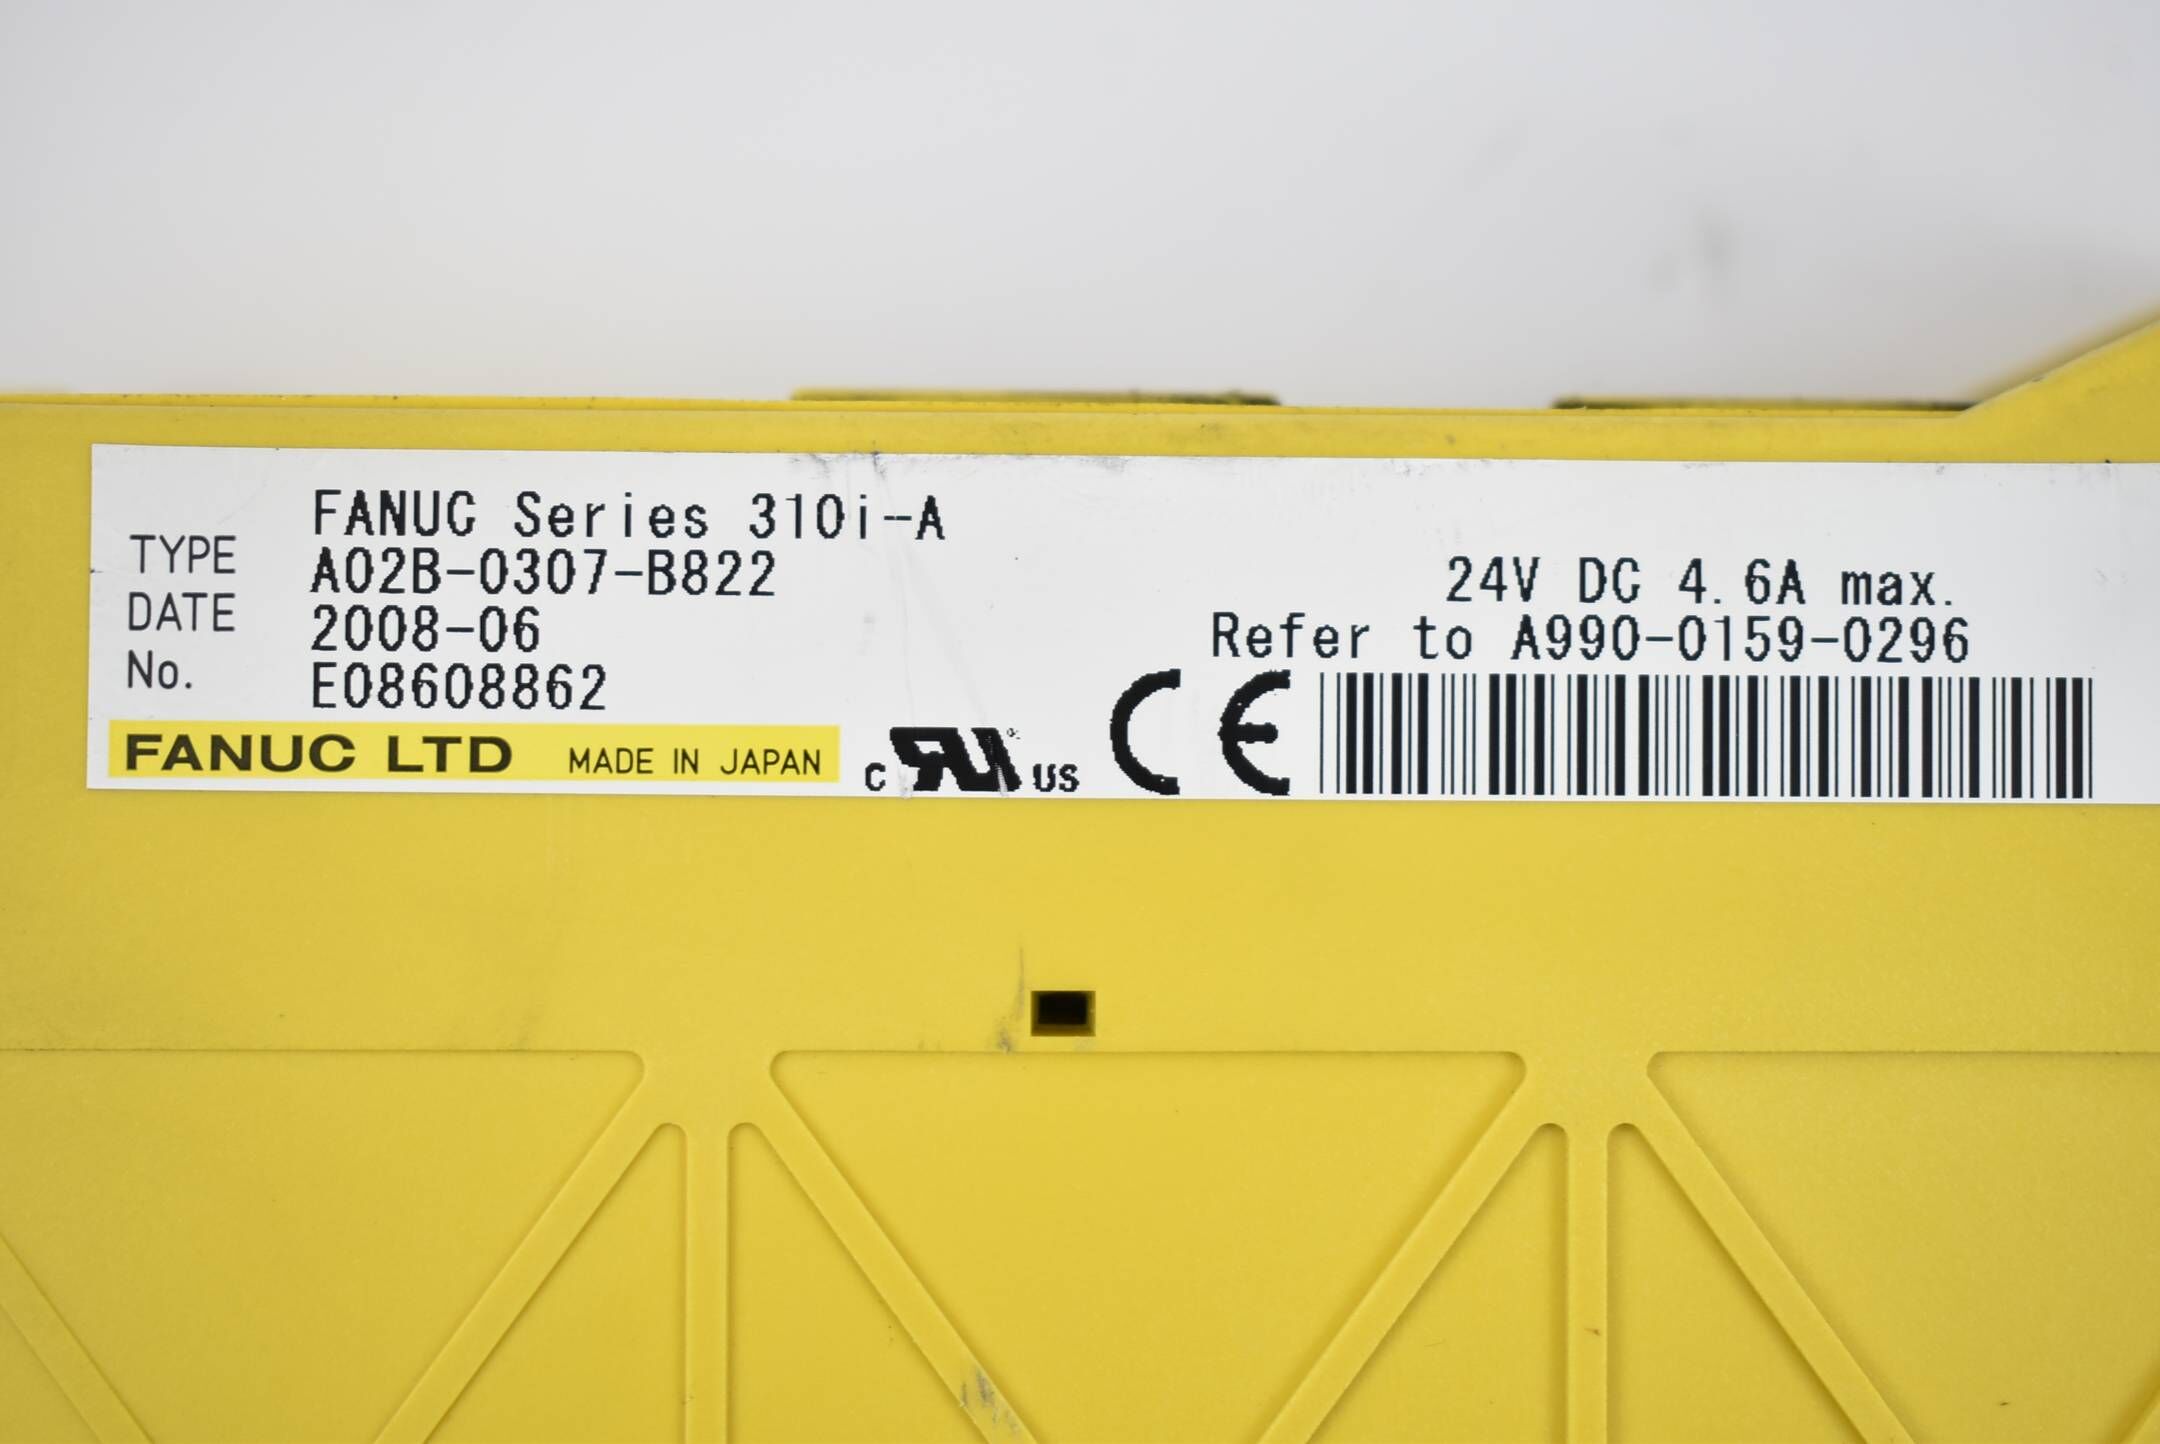 FANUC Series 310i-A
TYPE A02B-0307-B822
24V DC 4.6A max.
DATE 2008-06
Refer to A990-0159-0296
No. E08608862
FANUC LTD MADE IN JAPAN
c RU US CE